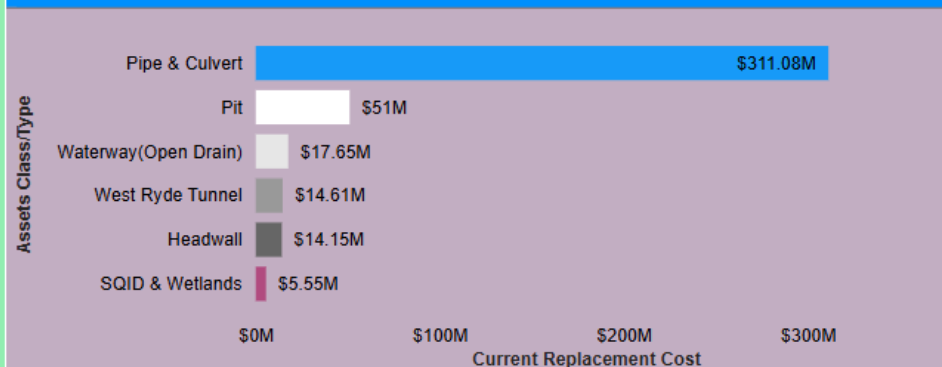 Assets Class/Type
Pipe & Culvert $311.08M
Pit $51M
Waterway(Open Drain) $17.65M
West Ryde Tunnel $14.61M
Headwall $14.15M
SQID & Wetlands $5.55M
$0M $100M $200M $300M
Current Replacement Cost